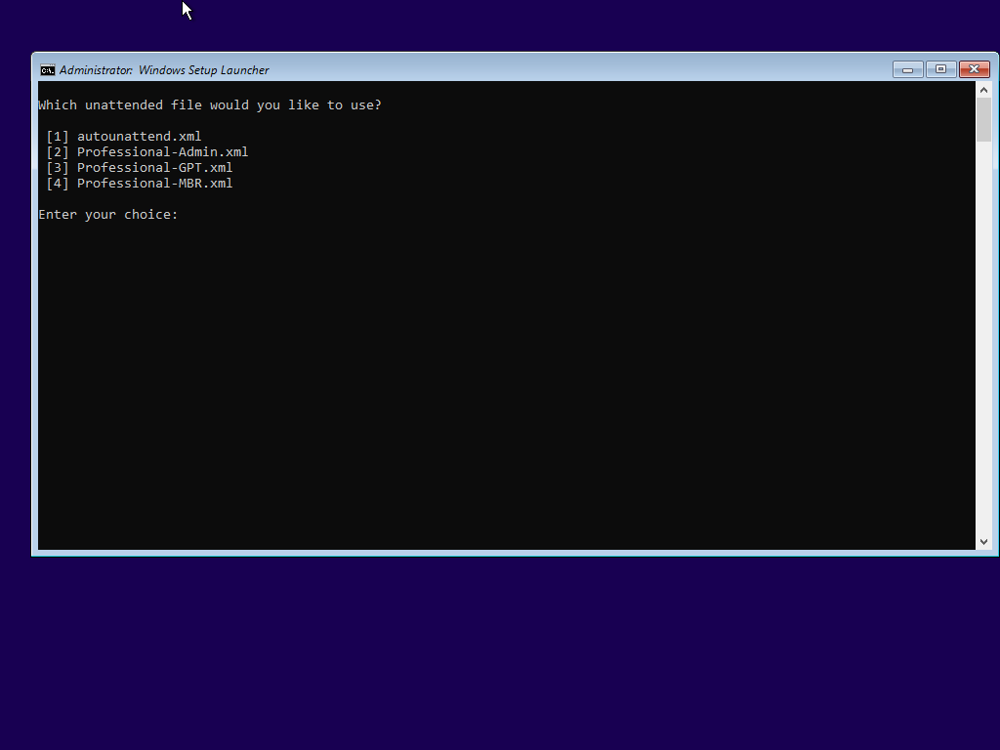 Administrator:  Windows Setup Launcher
Which unattended file would you like to use?
[1] autounattend.xml
[2] Professional-Admin.xml
[3] Professional-GPT.xml
[4] Professional-MBR.xml
Enter your choice: